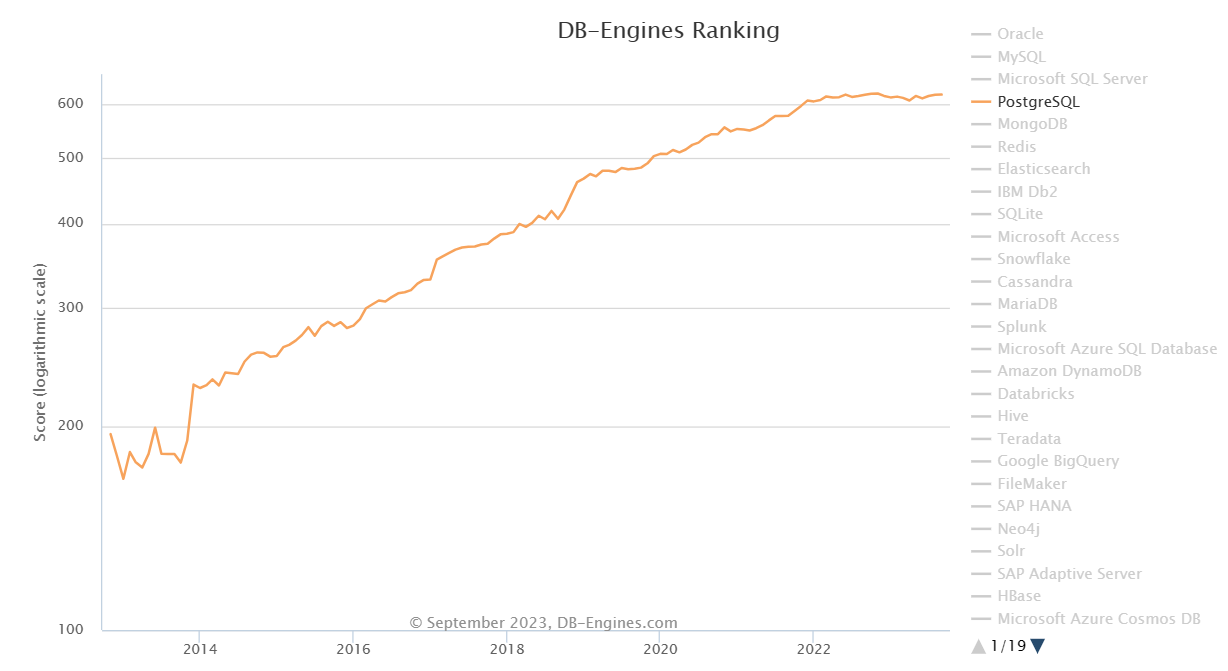 DB-Engines Ranking
Score (logarithmic scale)
600
500
400
300
200
100
2014
2016
2018
2020
2022
© September 2023, DB-Engines.com
Oracle
MySQL
Microsoft SQL Server
PostgreSQL
MongoDB
Redis
Elasticsearch
IBM Db2
SQLite
Microsoft Access
Snowflake
Cassandra
MariaDB
Splunk
Microsoft Azure SQL Database
Amazon DynamoDB
Databricks
Hive
Teradata
Google BigQuery
FileMaker
SAP HANA
Neo4j
Solr
SAP Adaptive Server
HBase
Microsoft Azure Cosmos DB
1/19